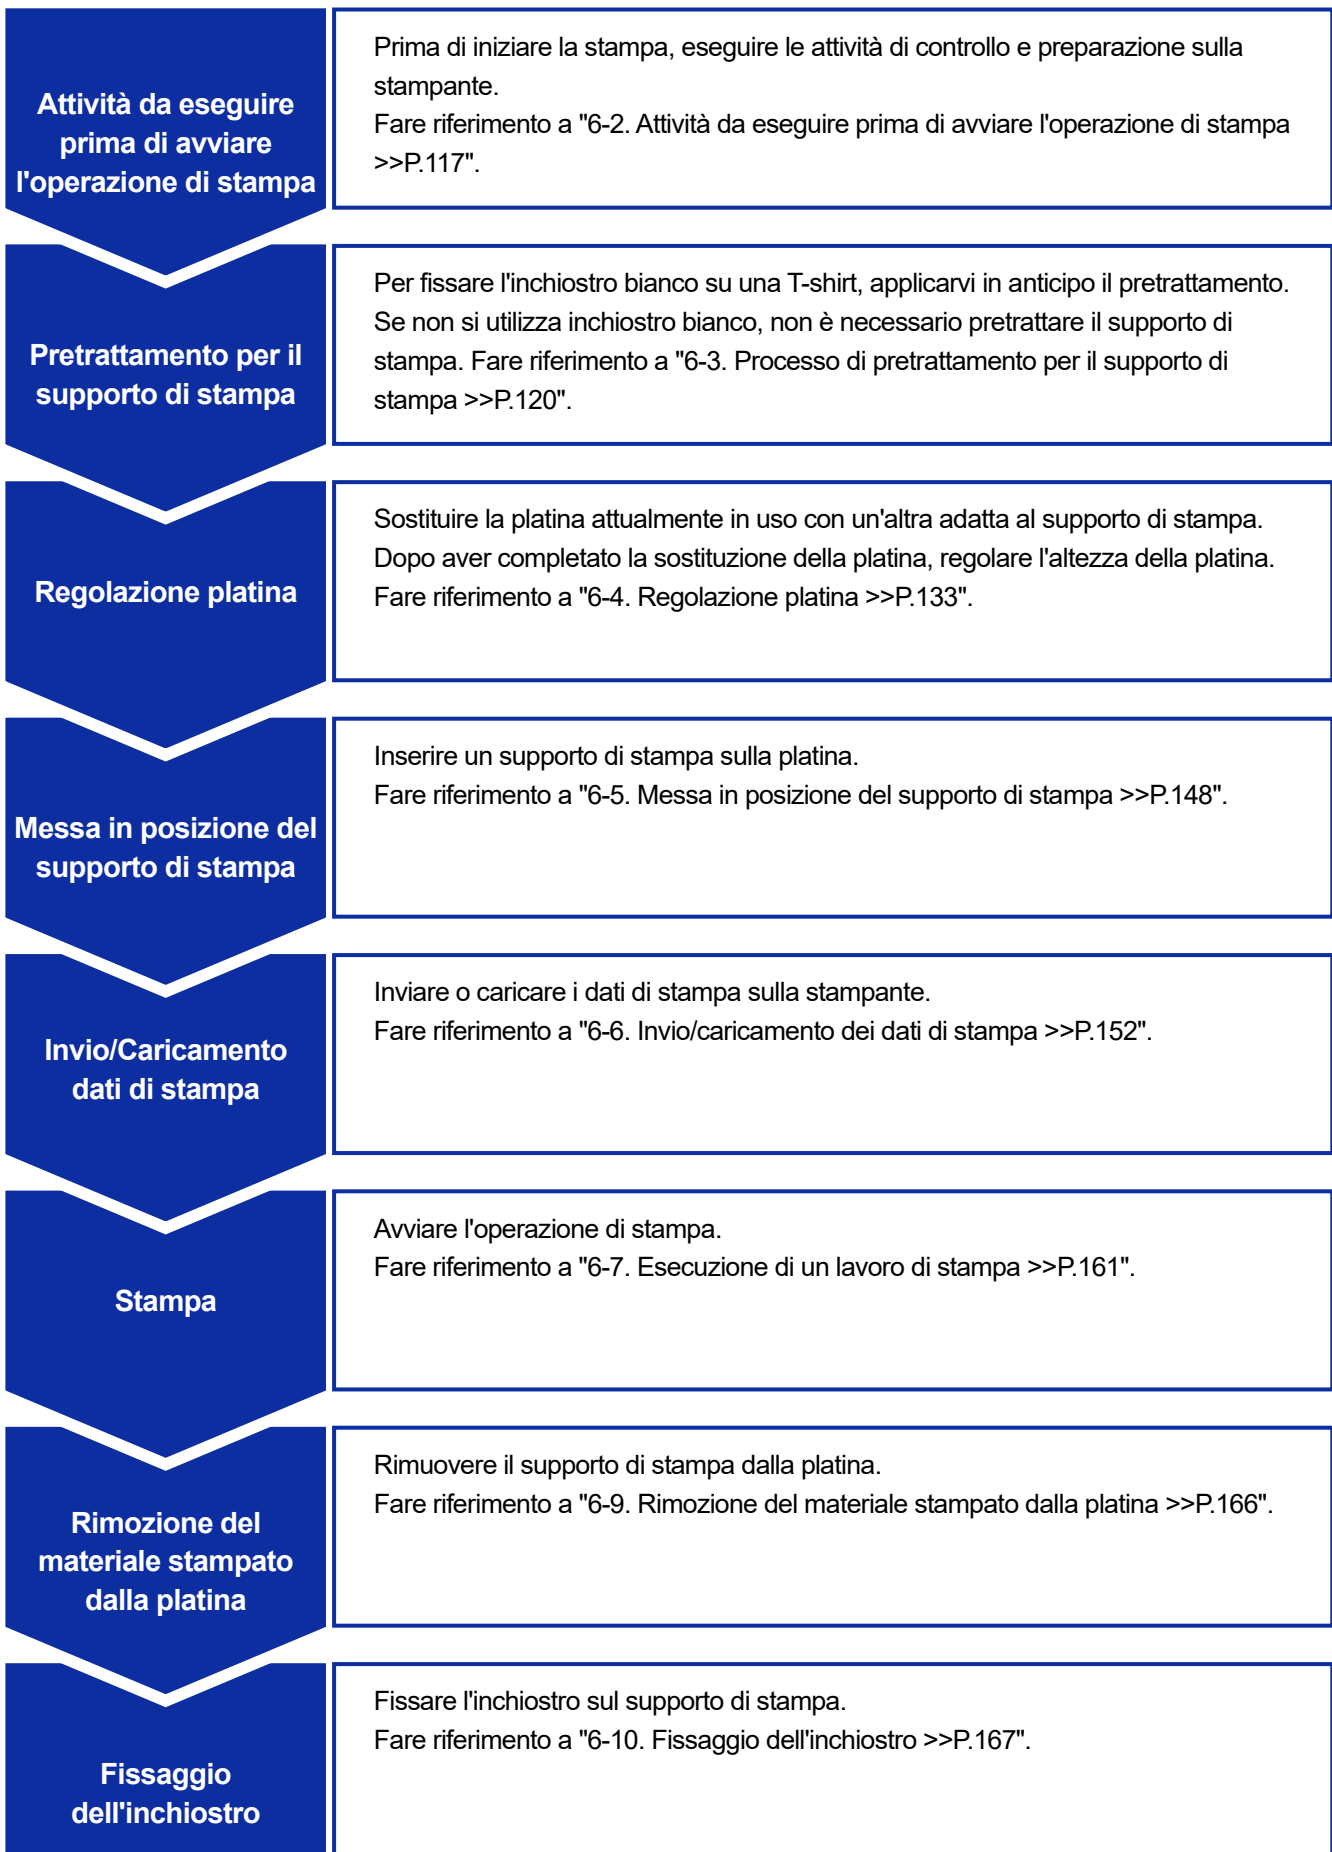 Attività da eseguire
prima di avviare
l'operazione di stampa
Prima di iniziare la stampa, eseguire le attività di controllo e preparazione sulla
stampante.
Fare riferimento a "6-2. Attività da eseguire prima di avviare l'operazione di stampa
>>P.117".
Pretrattamento per il
supporto di stampa
Per fissare l'inchiostro bianco su una T-shirt, applicarvi in anticipo il pretrattamento.
Se non si utilizza inchiostro bianco, non è necessario pretrattare il supporto di
stampa. Fare riferimento a "6-3. Processo di pretrattamento per il supporto di
stampa >>P.120".
Regolazione platina
Sostituire la platina attualmente in uso con un'altra adatta al supporto di stampa.
Dopo aver completato la sostituzione della platina, regolare l'altezza della platina.
Fare riferimento a "6-4. Regolazione platina >>P.133".
Messa in posizione del
supporto di stampa
Inserire un supporto di stampa sulla platina.
Fare riferimento a "6-5. Messa in posizione del supporto di stampa >>P.148".
Invio/Caricamento
dati di stampa
Inviare o caricare i dati di stampa sulla stampante.
Fare riferimento a "6-6. Invio/caricamento dei dati di stampa >>P.152".
Stampa
Avviare l'operazione di stampa.
Fare riferimento a "6-7. Esecuzione di un lavoro di stampa >>P.161".
Rimozione del
materiale stampato
dalla platina
Rimuovere il supporto di stampa dalla platina.
Fare riferimento a "6-9. Rimozione del materiale stampato dalla platina >>P.166".
Fissaggio
dell'inchiostro
Fissare l'inchiostro sul supporto di stampa.
Fare riferimento a "6-10. Fissaggio dell'inchiostro >>P.167".